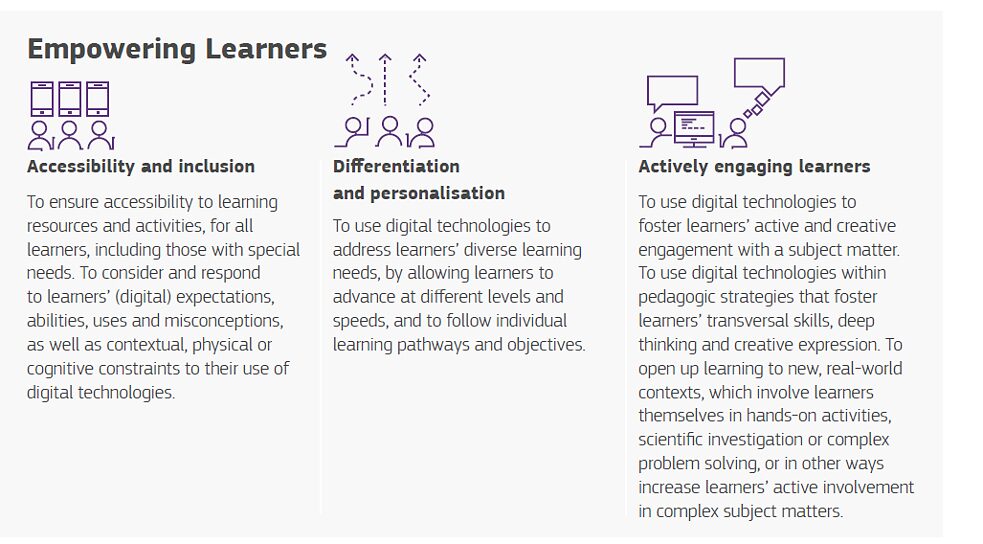 Empowering Learners
Accessibility and inclusion
To ensure accessibility to learning
resources and activities, for all
learners, including those with special
needs. To consider and respond
to learners’ (digital) expectations,
abilities, uses and misconceptions,
as well as contextual, physical or
cognitive constraints to their use of
digital technologies.
Differentiation
and personalisation
To use digital technologies to
address learners’ diverse learning
needs, by allowing learners to
advance at different levels and
speeds, and to follow individual
learning pathways and objectives.
Actively engaging learners
To use digital technologies to
foster learners’ active and creative
engagement with a subject matter.
To use digital technologies within
pedagogic strategies that foster
learners’ transversal skills, deep
thinking and creative expression. To
open up learning to new, real-world
contexts, which involve learners
themselves in hands-on activities,
scientific investigation or complex
problem solving, or in other ways
increase learners’ active involvement
in complex subject matters.